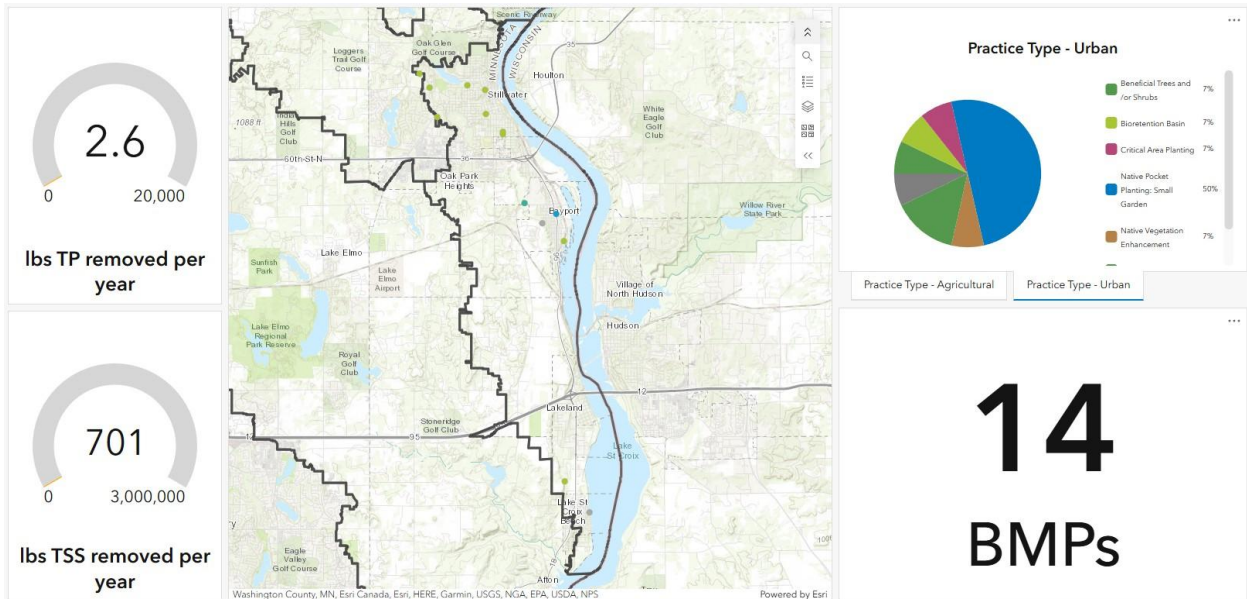 2.6
0
20,000
lbs TP removed per
year
701
0
3,000,000
lbs TSS removed per
year
Scenic Riverway
Oak Glen
Golf Course
MINNESOTA
WISCONSIN
35
Loggers
Trail Golf
Course
Houlton
Stillwater
White
Eagle
Golf
Club
1088 ft
Indian
Hills
Golf
Club
60th-St-N
36
Oak Park
Heights
Willow River
State Park
Bayport
Lake Elmo
Sunfish
Park
Lake
Elmo
Airport
Village of
North Hudson
Hudson
Lake Elmo
Regional
Park Reserve
Royal
Golf
Club
12
Lakeland
Stoneridge
Golf Club
95
Lake
St Croix
Lake St
Croix
Beach
Eagle
Valley
Golf Course
18
Afton
Washington County, MN, Esri Canada, Esri, HERE, Garmin, USGS, NGA, EPA, USDA, NPS
Powered by Esri
Practice Type - Urban
Beneficial Trees and
/or Shrubs
7%
Bioretention Basin
7%
Critical Area Planting
7%
Native Pocket
Planting: Small
Garden
50%
Native Vegetation
Enhancement
7%
Practice Type - Agricultural
Practice Type - Urban
14
BMPs